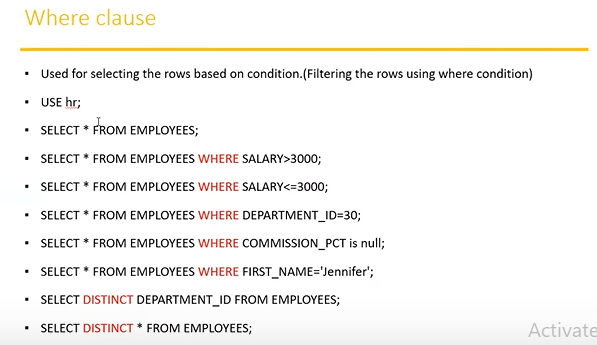 Where clause
▪ Used for selecting the rows based on condition.(Filtering the rows using where condition)
▪ USE hr;
▪ SELECT * FROM EMPLOYEES;
▪ SELECT * FROM EMPLOYEES WHERE SALARY>3000;
▪ SELECT * FROM EMPLOYEES WHERE SALARY<=3000;
▪ SELECT * FROM EMPLOYEES WHERE DEPARTMENT_ID=30;
▪ SELECT * FROM EMPLOYEES WHERE COMMISSION_PCT is null;
▪ SELECT * FROM EMPLOYEES WHERE FIRST_NAME='Jennifer';
▪ SELECT DISTINCT DEPARTMENT_ID FROM EMPLOYEES;
▪ SELECT DISTINCT * FROM EMPLOYEES;
Activate